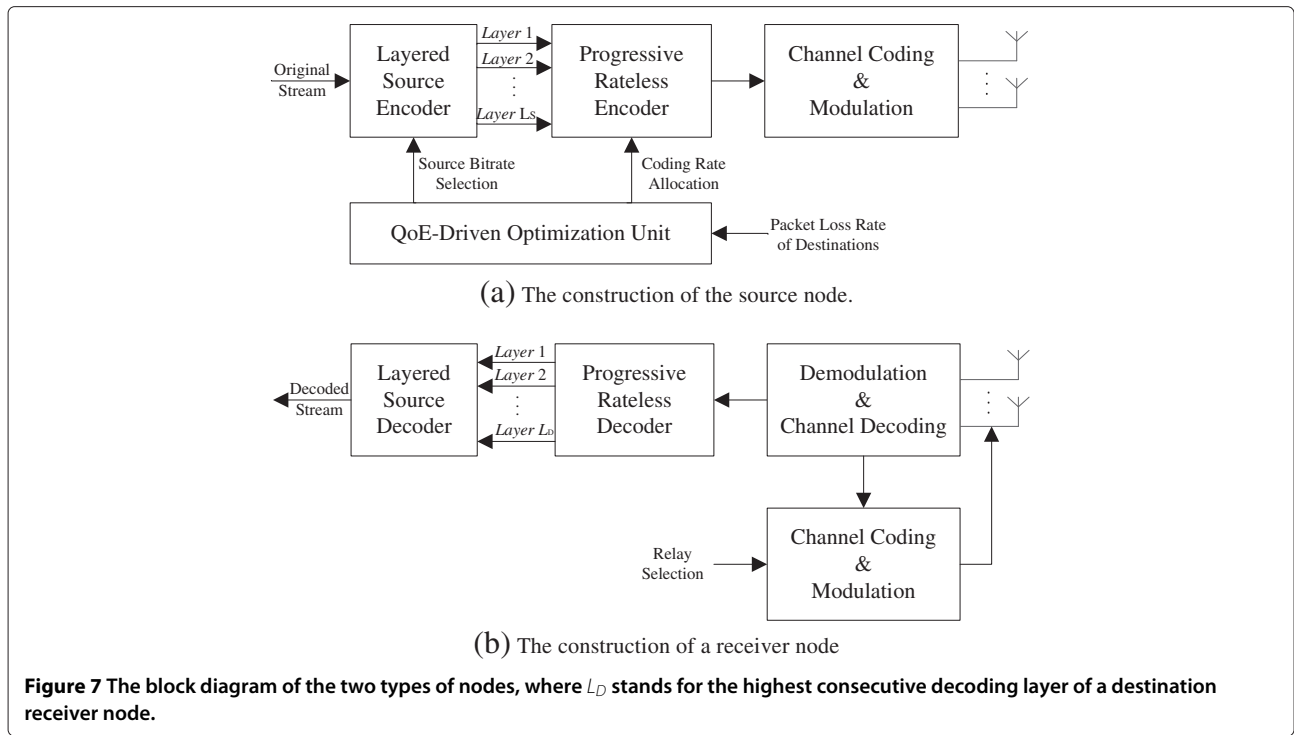 Original
Stream
Layered
Source
Encoder
Layer 1
Layer 2
Layer Ls
Progressive
Rateless
Encoder
Channel Coding
&
Modulation
Source Bitrate
Selection
Coding Rate
Allocation
QoE-Driven Optimization Unit
Packet Loss Rate
of Destinations
(a) The construction of the source node.
Decoded
Stream
Layered
Source
Decoder
Layer 1
Layer 2
Layer LD
Progressive
Rateless
Decoder
Demodulation
&
Channel Decoding
Relay
Selection
Channel Coding
&
Modulation
(b) The construction of a receiver node
Figure 7 The block diagram of the two types of nodes, where LD stands for the highest consecutive decoding layer of a destination
receiver node.